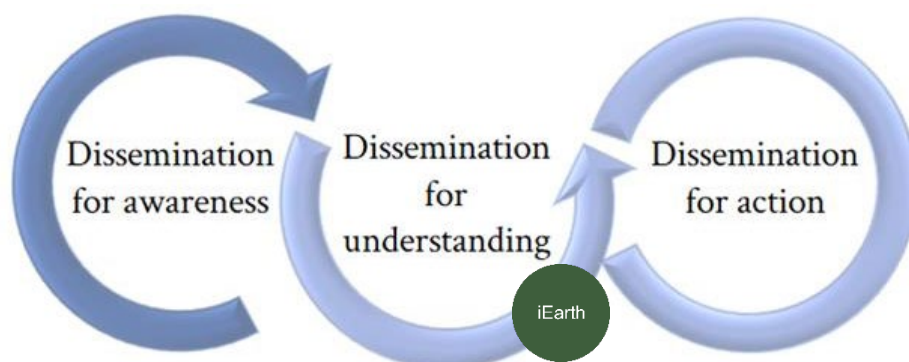 Dissemination
for awareness
Dissemination
for
understanding
Dissemination
for action
iEarth